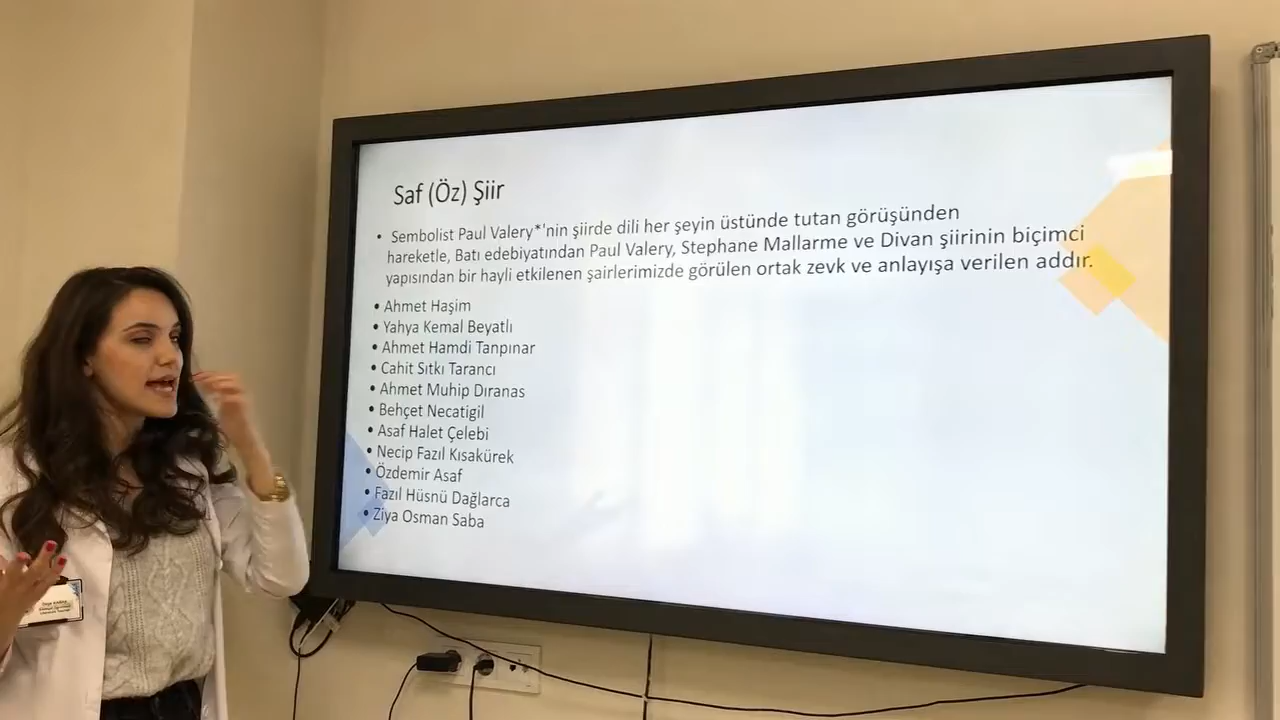 Saf (Öz) Şiir
• Sembolist Paul Valery*'nin şiirde dili her şeyin üstünde tutan görüşünden
hareketle, Batı edebiyatından Paul Valery, Stephane Mallarme ve Divan şiirinin biçimci
yapısından bir hayli etkilenen şairlerimizde görülen ortak zevk ve anlayışa verilen addır.
• Ahmet Haşim
• Yahya Kemal Beyatlı
• Ahmet Hamdi Tanpınar
• Cahit Sıtkı Tarancı
• Ahmet Muhip Dıranas
• Behçet Necatigil
• Asaf Halet Çelebi
• Necip Fazıl Kısakürek
• Özdemir Asaf
• Fazıl Hüsnü Dağlarca
• Ziya Osman Saba